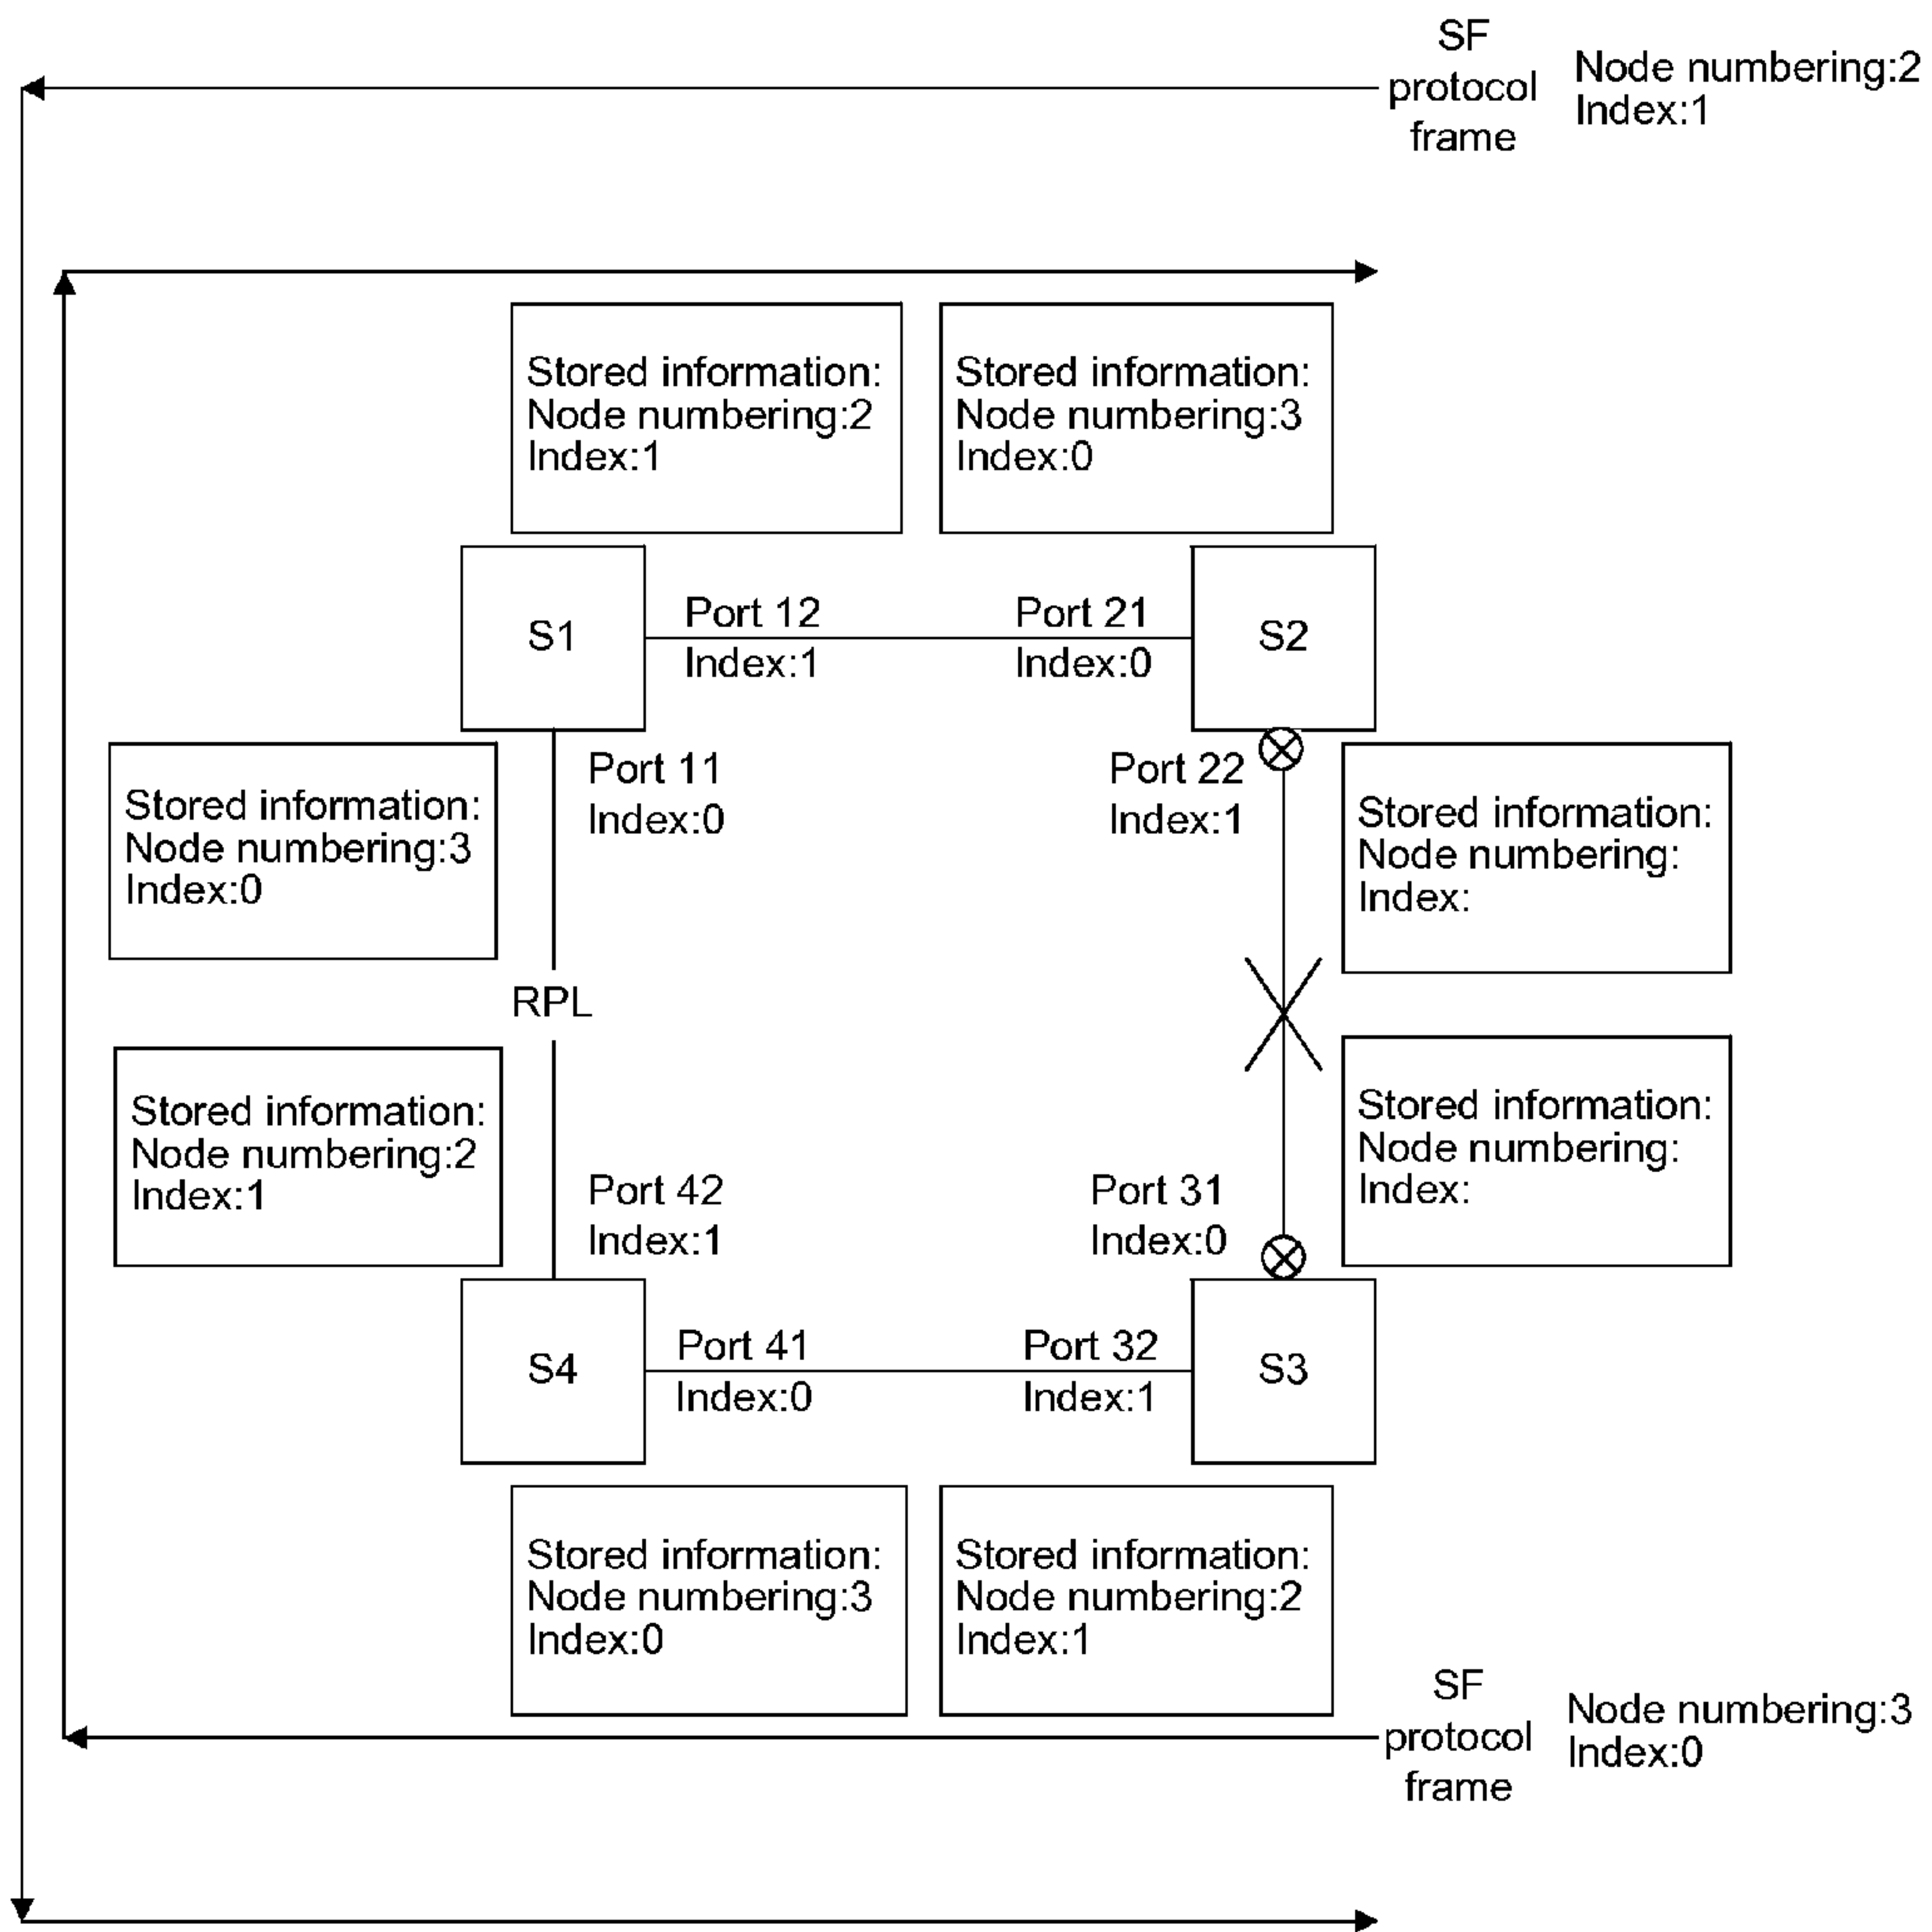 SF
protocol
frame
Node numbering:2
Index:1
Stored information:
Node numbering:2
Index:1
Stored information:
Node numbering:3
Index:0
S1
Port 12
Index:1
Port 21
Index:0
S2
Port 11
Index:0
Port 22
Index:1
Stored information:
Node numbering:3
Index:0
Stored information:
Node numbering:
Index:
RPL
Stored information:
Node numbering:2
Index:1
Stored information:
Node numbering:
Index:
Port 42
Index:1
Port 31
Index:0
S4
Port 41
Index:0
Port 32
Index:1
S3
Stored information:
Node numbering:3
Index:0
Stored information:
Node numbering:2
Index:1
SF
protocol
frame
Node numbering:3
Index:0